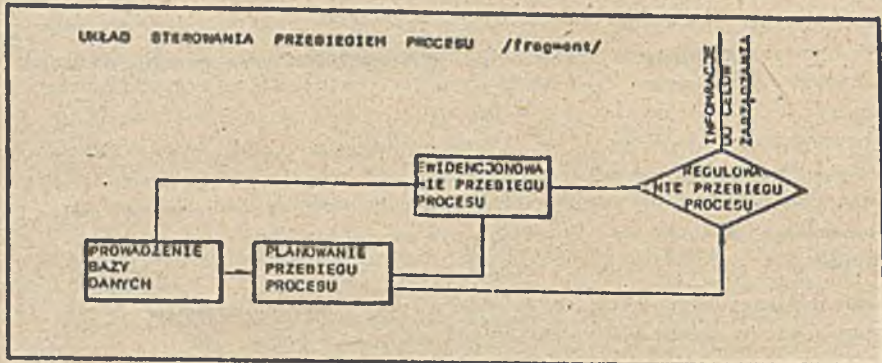 UKŁAD STEROWANIA PRZEBIEGIEM PROCESU /fragment/
INFORMACJE
DO CELÓW
ZARZĄDZANIA
EWIDENCJONOWA
NIE PRZEBIEGU
PROCESU
REGULOWA
NIE PRZEBIEGU
PROCESU
PROWADZENIE
BAZY
DANYCH
PLANOWANIE
PRZEBIEGU
PROCESU